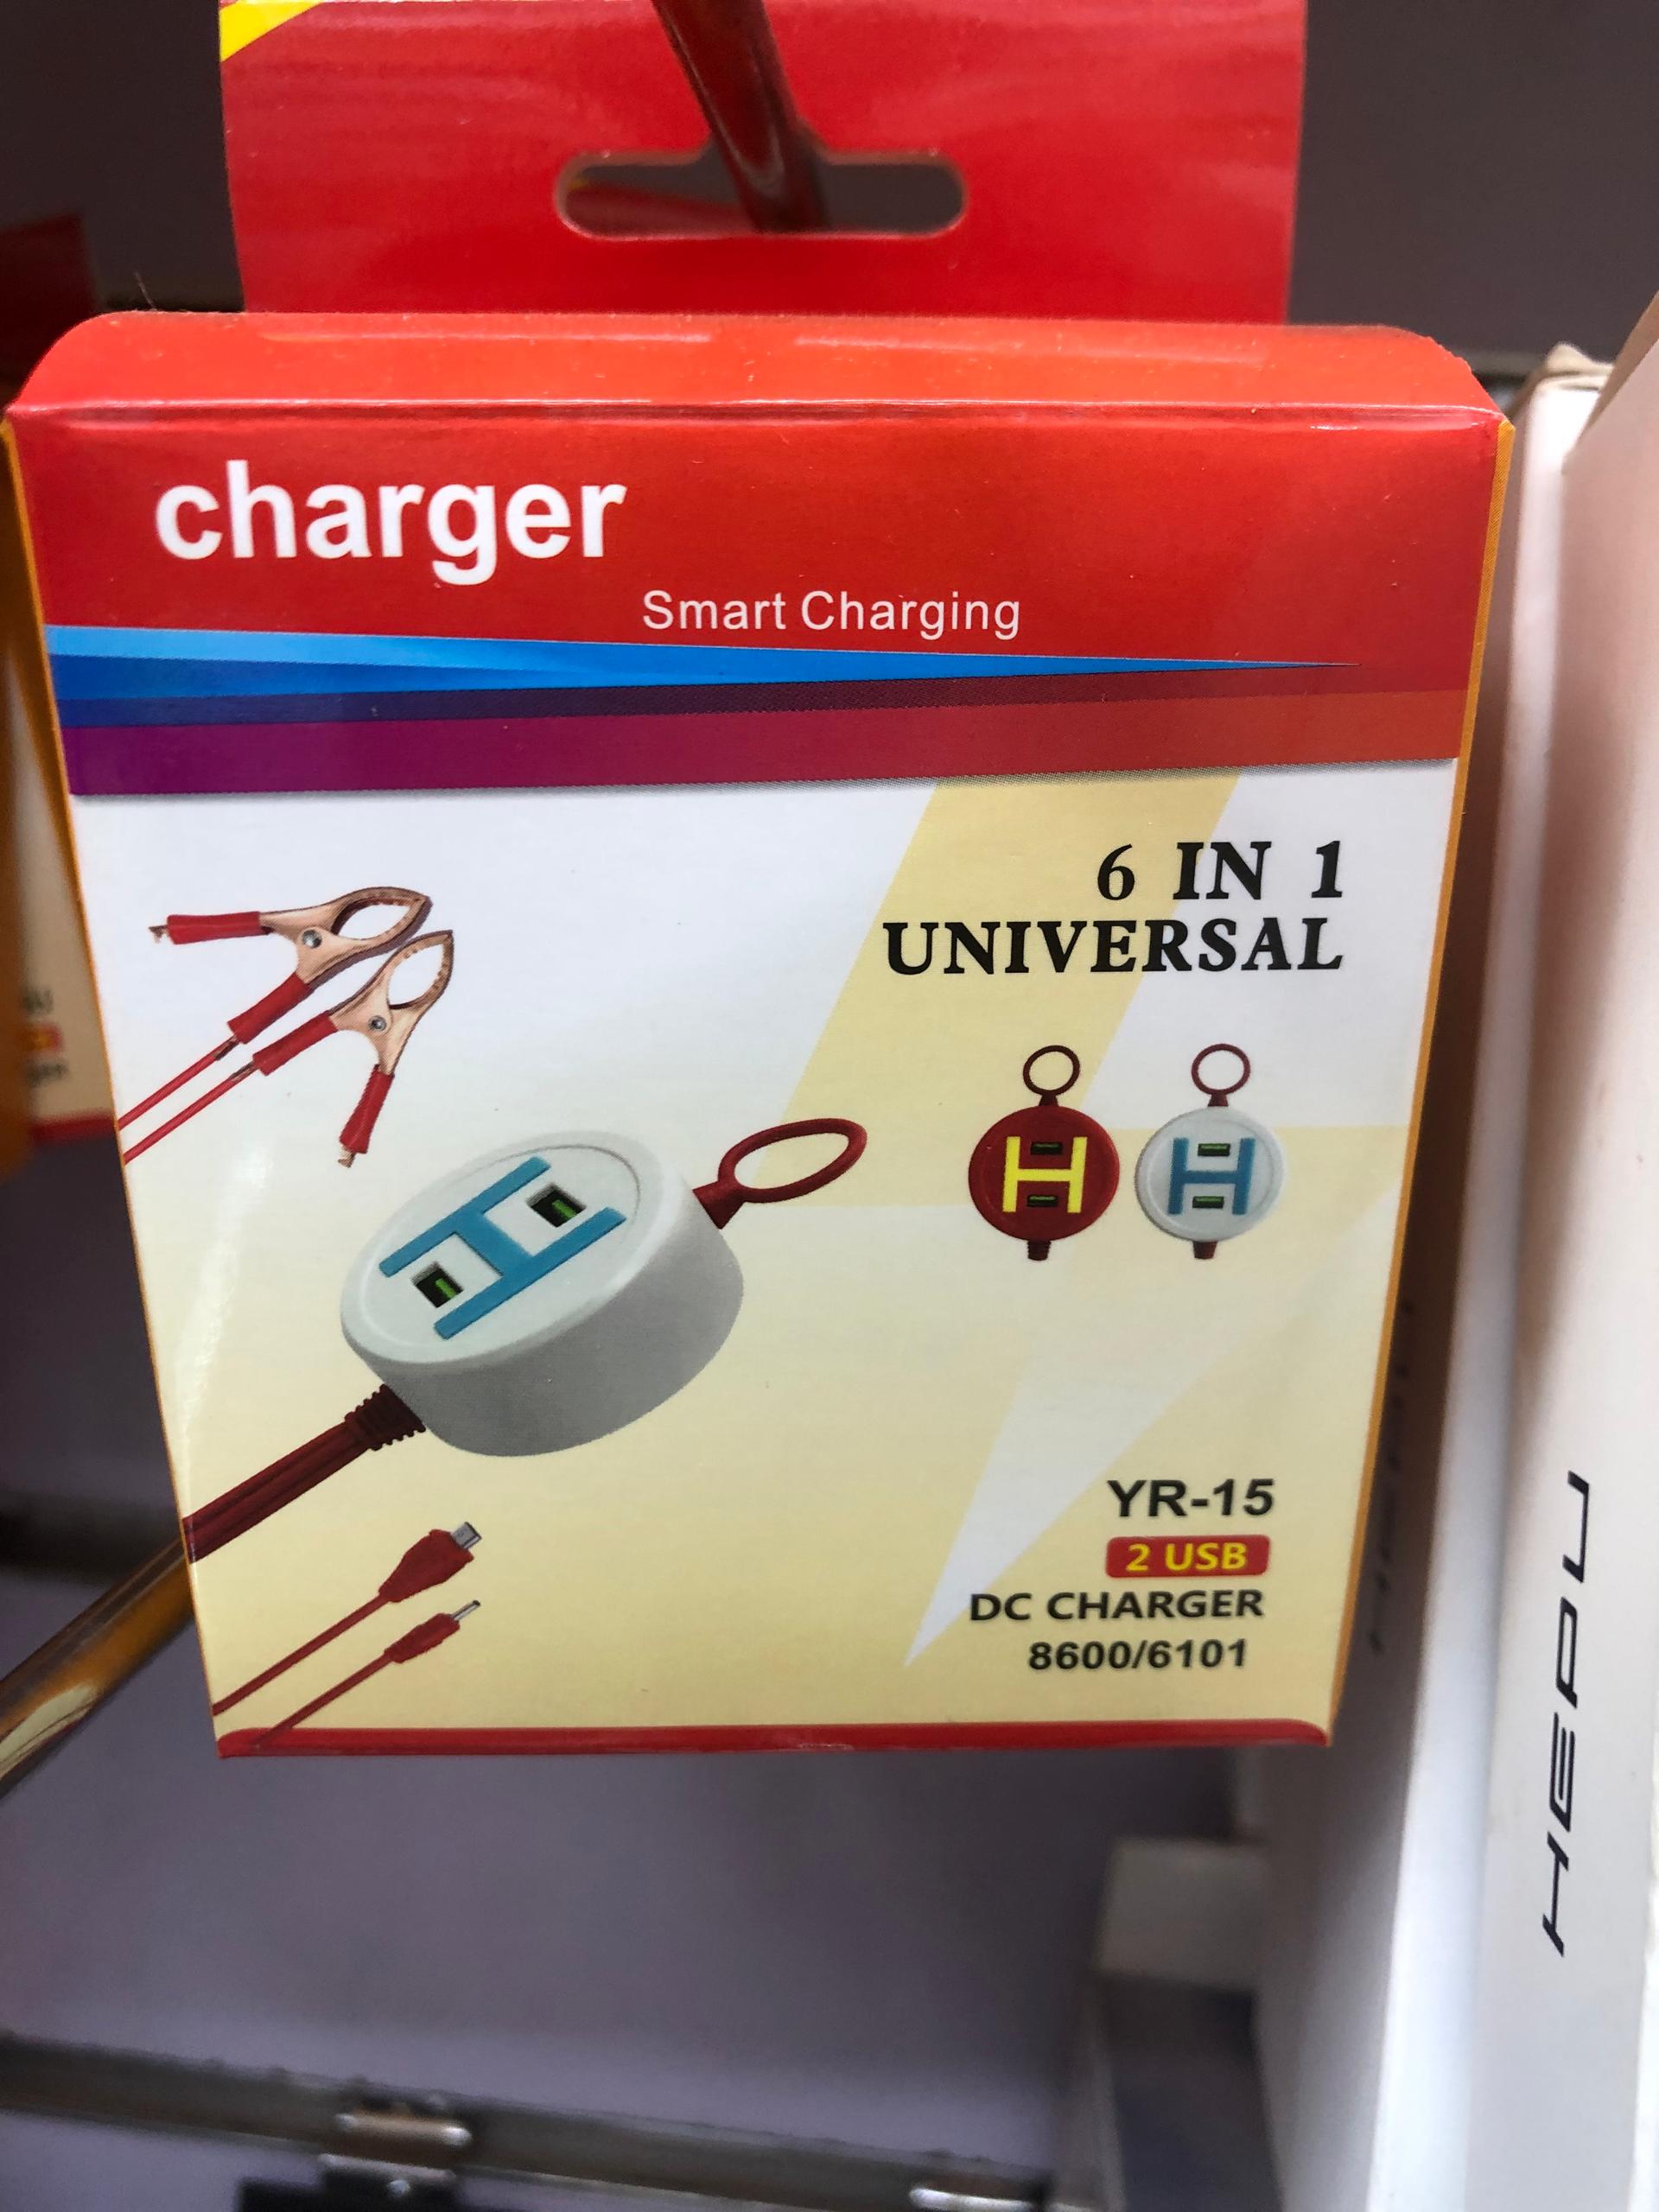 charger
Smart Charging
6 IN 1
UNIVERSAL
H
H
H
YR-15
2 USB
DC CHARGER
8600/6101
HEPU